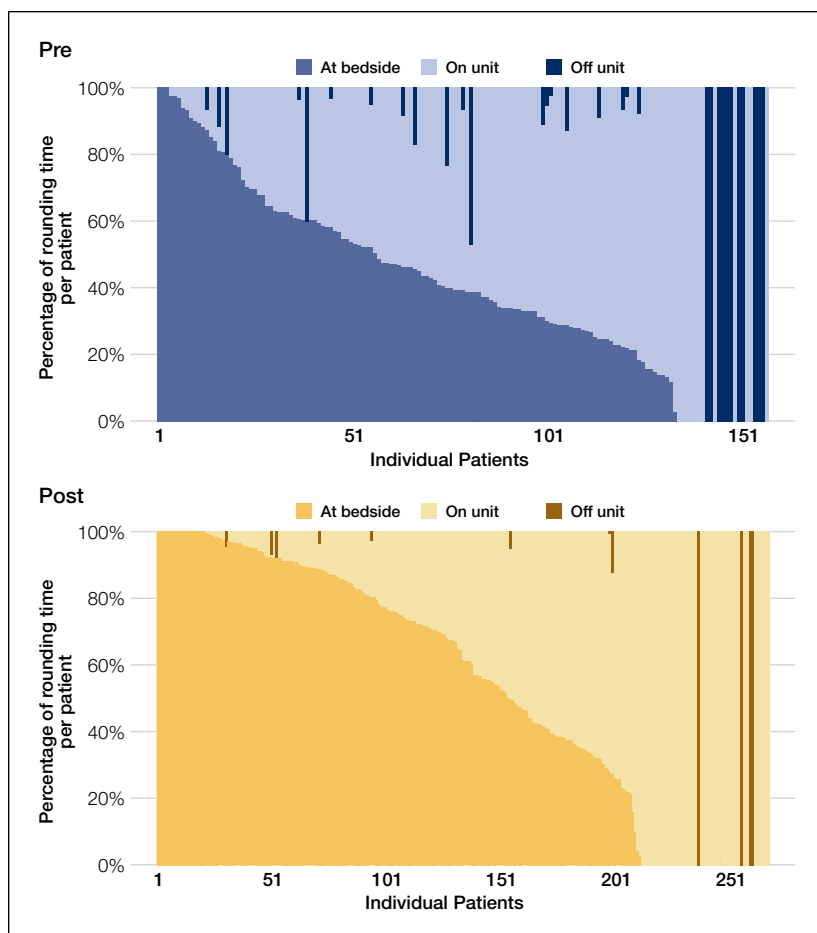 Pre
At bedside On unit Off unit
100%
80%
60%
40%
20%
0%
Percentage of rounding time
per patient
1 51 101 151
Individual Patients
Post
At bedside On unit Off unit
100%
80%
60%
40%
20%
0%
Percentage of rounding time
per patient
1 51 101 151 201 251
Individual Patients